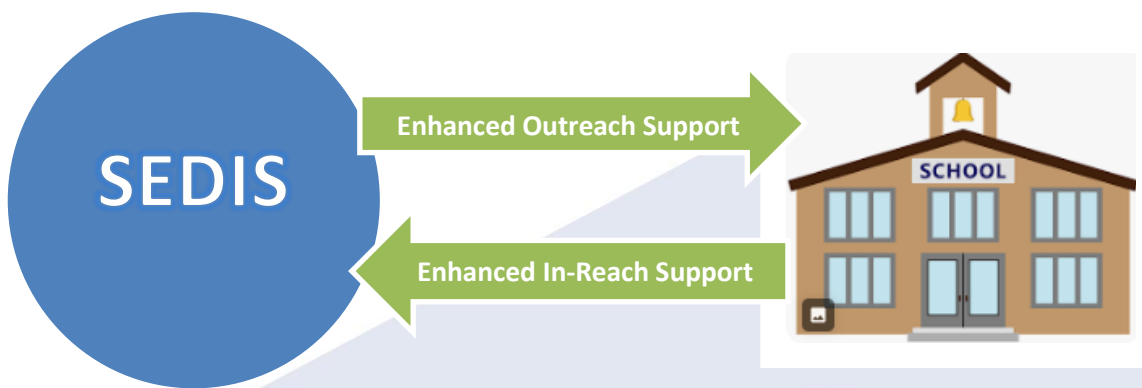 Enhanced Outreach Support
SEDIS
SCHOOL
Enhanced In-Reach Support